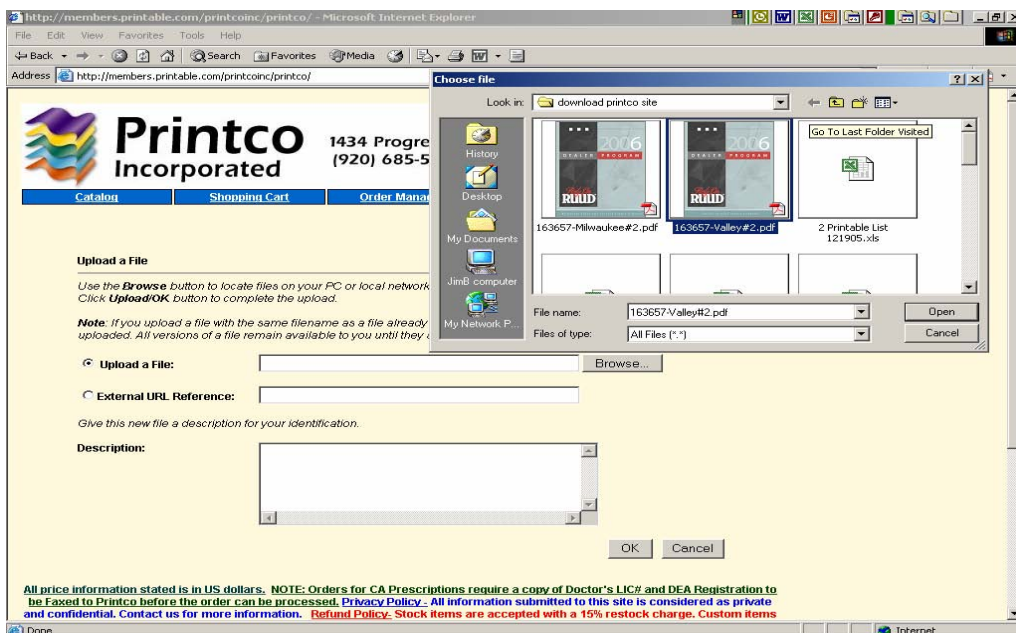 http://members.printable.com/printcoinc/printco/ - Microsoft Internet Explorer
File Edit View Favorites Tools Help
Back Search Favorites Media
Address http://members.printable.com/printcoinc/printco/
Choose file
Look in: download printco site
Go To Last Folder Visited
History
Desktop
My Documents
JimB computer
My Network P...
2006
DEALER PROGRAM
RUUD
2006
DEALER PROGRAM
RUUD
163657-Milwaukee#2.pdf
163657-Valley#2.pdf
2 Printable List
121905.xls
File name: 163657-Valley#2.pdf Open
Files of type: All Files (*.*) Cancel
Printco
Incorporated
1434 Progre
(920) 685-5
Catalog Shopping Cart Order Mana
Upload a File
Use the Browse button to locate files on your PC or local network
Click Upload/OK button to complete the upload.
Note: If you upload a file with the same filename as a file already
uploaded. All versions of a file remain available to you until they
Upload a File: Browse...
External URL Reference:
Give this new file a description for your identification.
Description:
OK Cancel
All price information stated is in US dollars. NOTE: Orders for CA Prescriptions require a copy of Doctor's LIC# and DEA Registration to
be Faxed to Printco before the order can be processed. Privacy Policy - All information submitted to this site is considered as private
and confidential. Contact us for more information. Refund Policy- Stock items are accepted with a 15% restock charge. Custom items
Done Internet